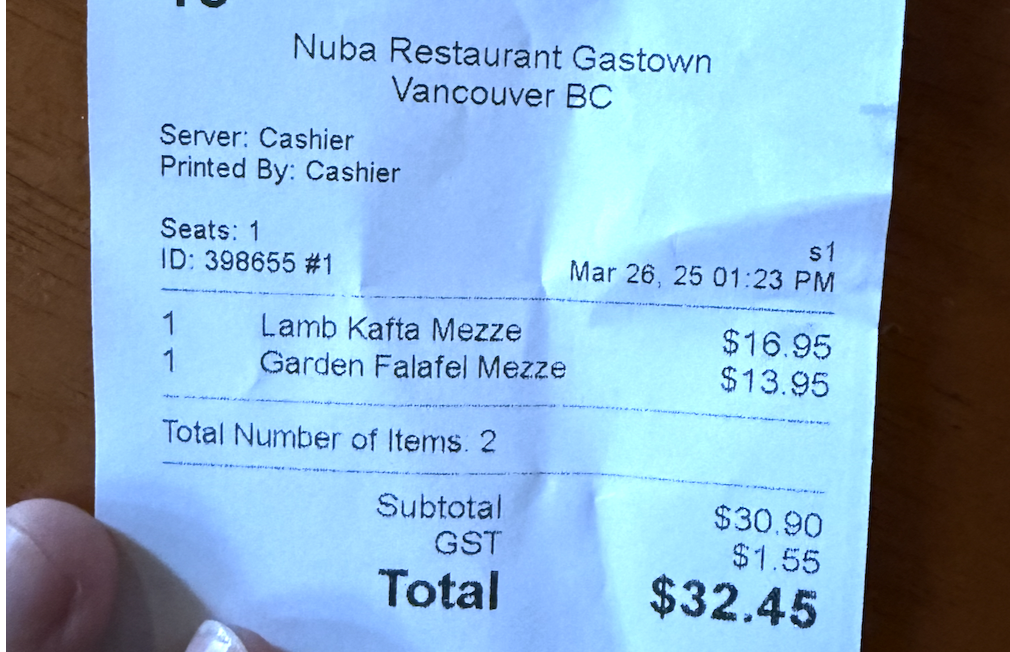 Nuba Restaurant Gastown
Vancouver BC
Server: Cashier
Printed By: Cashier
Seats: 1
s1
ID: 398655 #1
Mar 26, 25 01:23 PM
1 Lamb Kafta Mezze $16.95
1 Garden Falafel Mezze $13.95
Total Number of Items: 2
Subtotal $30.90
GST $1.55
Total $32.45